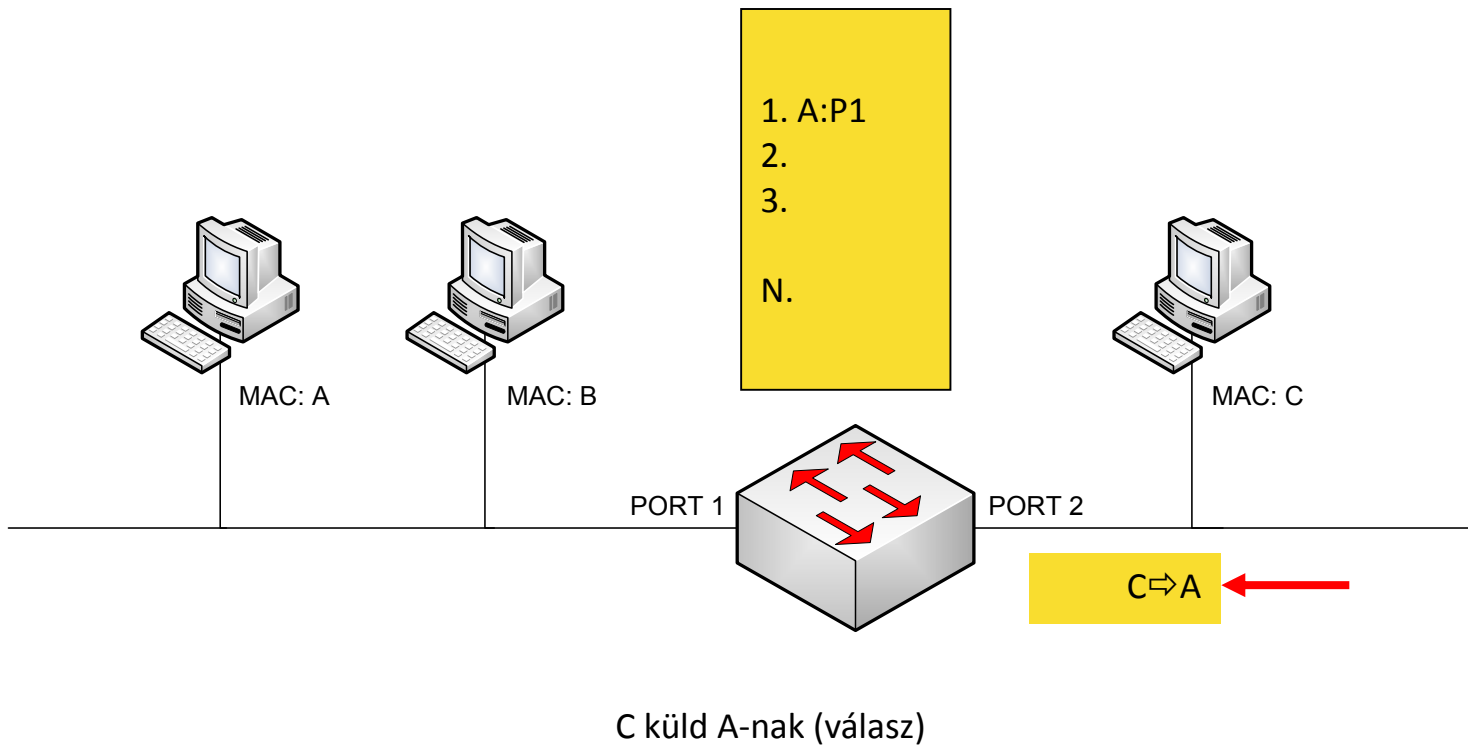 1. A:P1
2.
3.
N.
MAC: A
MAC: B
MAC: C
PORT 1
PORT 2
C⇨A
C küld A-nak (válasz)